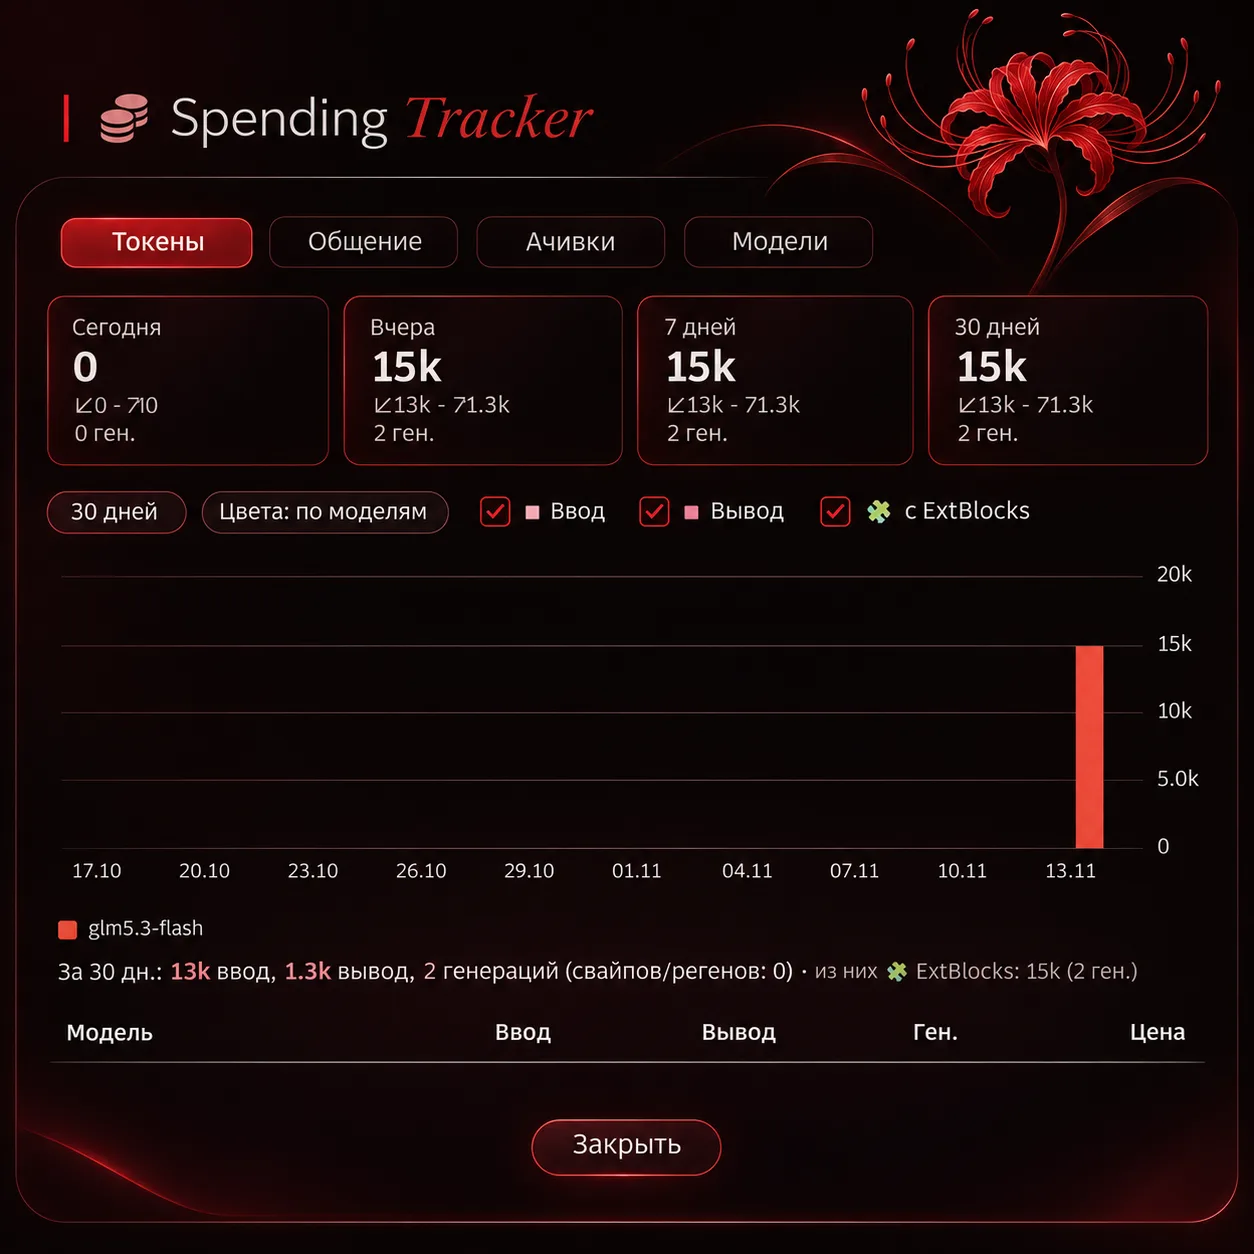 Spending Tracker
Токены Общение Ачивки Модели
Сегодня
0
↙0 - 710
0 ген.
Вчера
15k
↙13k - 71.3k
2 ген.
7 дней
15k
↙13k - 71.3k
2 ген.
30 дней
15k
↙13k - 71.3k
2 ген.
30 дней Цвета: по моделям Ввод Вывод с ExtBlocks
20k
15k
10k
5.0k
0
17.10 20.10 23.10 26.10 29.10 01.11 04.11 07.11 10.11 13.11
glm5.3-flash
За 30 дн.: 13k ввод, 1.3k вывод, 2 генераций (свайпов/регенов: 0) · из них ExtBlocks: 15k (2 ген.)
Модель Ввод Вывод Ген. Цена
Закрыть